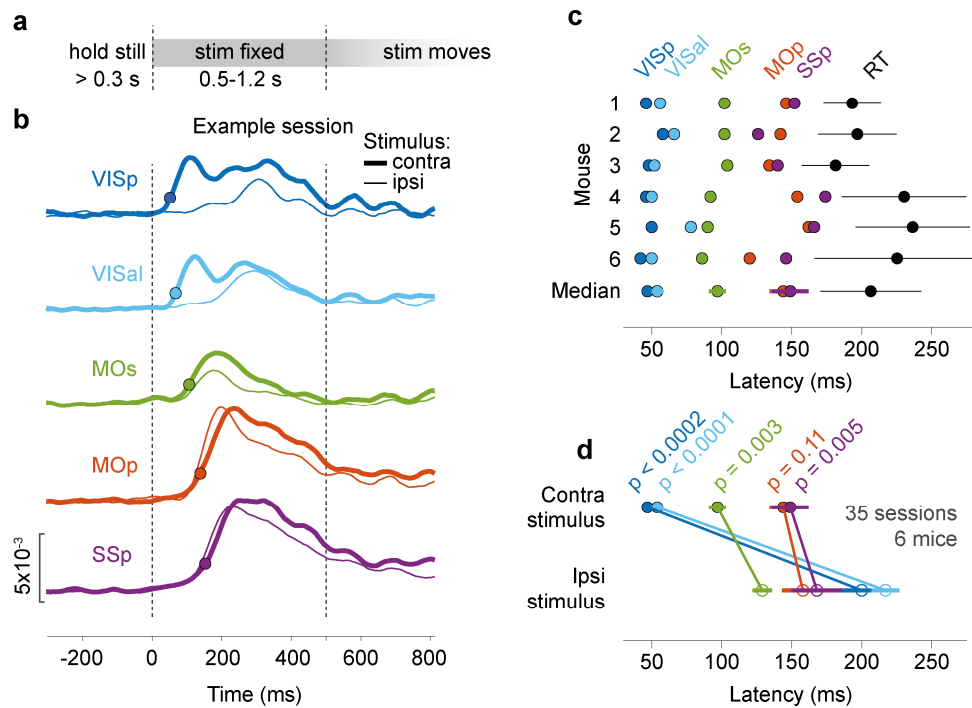 a
hold still
stim fixed
stim moves
> 0.3 s
0.5-1.2 s
b
Example session
Stimulus:
contra
ipsi
VISp
VISal
MOs
MOp
SSp
5x10⁻³
-200 0 200 400 600 800
Time (ms)
c
VISp VISal MOs MOp SSp RT
Mouse
1
2
3
4
5
6
Median
50 100 150 200 250
Latency (ms)
d
p < 0.0002
p < 0.0001
p = 0.003
p = 0.11
p = 0.005
Contra
stimulus
35 sessions
6 mice
Ipsi
stimulus
50 100 150 200 250
Latency (ms)